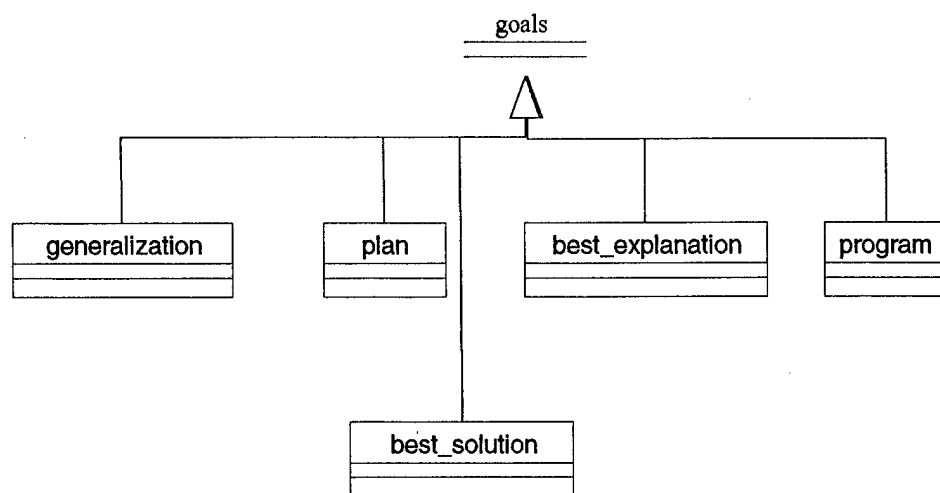 goals
generalization
plan
best_explanation
program
best_solution